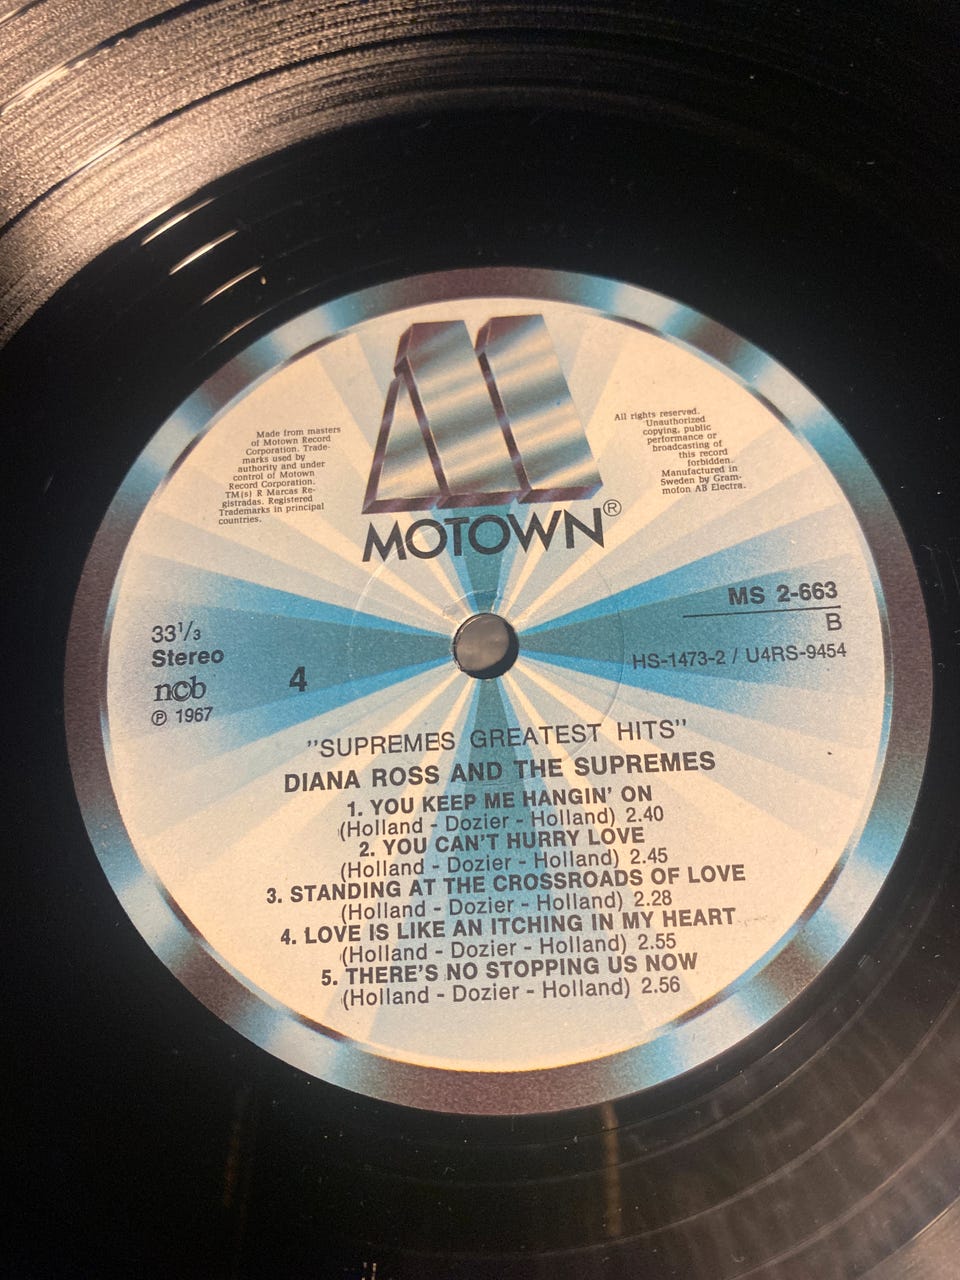 Made from masters
of Motown Record
Corporation. Trade-
marks used by
authority and under
control of Motown
Record Corporation.
TM(s) R Marcas Re-
gistradas. Registered
Trademarks in principal
countries.
All rights reserved.
Unauthorized
copying, public
performance or
broadcasting of
this record
forbidden.
Manufactured in
Sweden by Gram-
mofon AB Electra.
MOTOWN®
33 1/3
Stereo
ncb
℗ 1967
4
MS 2-663
B
HS-1473-2 / U4RS-9454
"SUPREMES GREATEST HITS"
DIANA ROSS AND THE SUPREMES
1. YOU KEEP ME HANGIN' ON
(Holland - Dozier - Holland) 2.40
2. YOU CAN'T HURRY LOVE
(Holland - Dozier - Holland) 2.45
3. STANDING AT THE CROSSROADS OF LOVE
(Holland - Dozier - Holland) 2.28
4. LOVE IS LIKE AN ITCHING IN MY HEART
(Holland - Dozier - Holland) 2.55
5. THERE'S NO STOPPING US NOW
(Holland - Dozier - Holland) 2.56